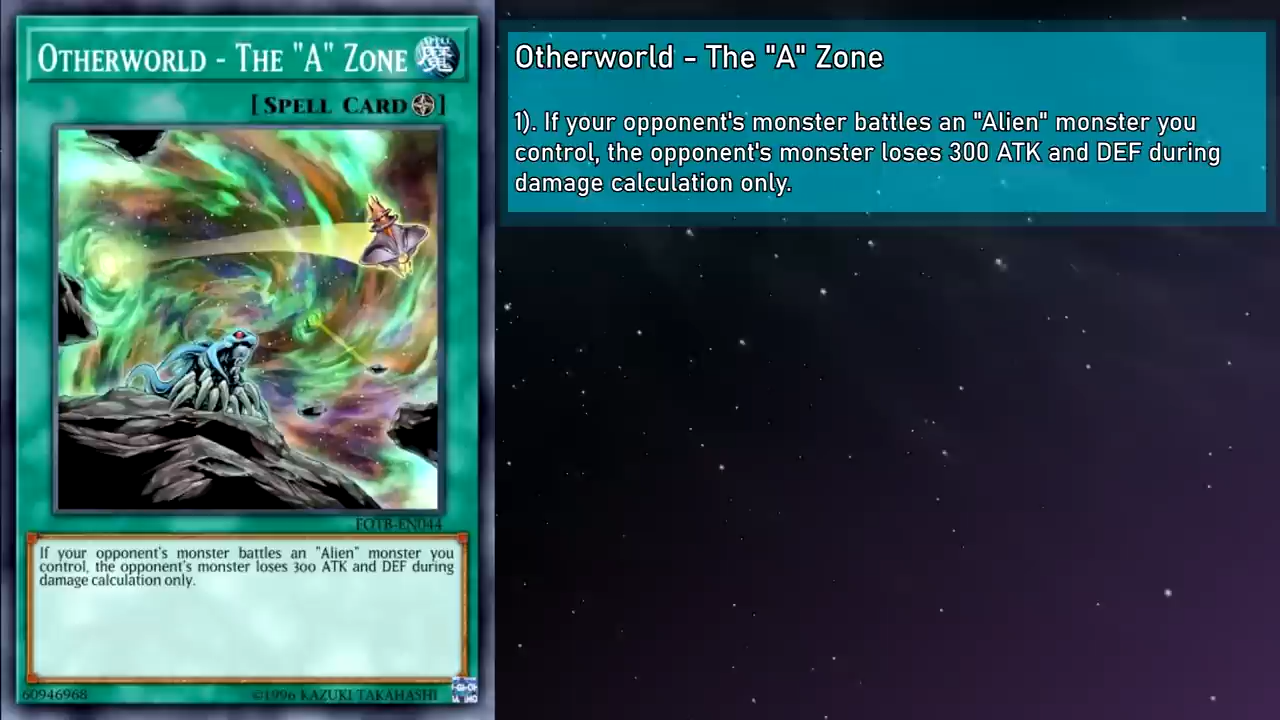 OTHERWORLD - THE "A" ZONE
[SPELL CARD]
FOTB-EN044
If your opponent's monster battles an "Alien" monster you
control, the opponent's monster loses 300 ATK and DEF during
damage calculation only.
60946968
©1996 KAZUKI TAKAHASHI
Otherworld - The "A" Zone
1). If your opponent's monster battles an "Alien" monster you
control, the opponent's monster loses 300 ATK and DEF during
damage calculation only.